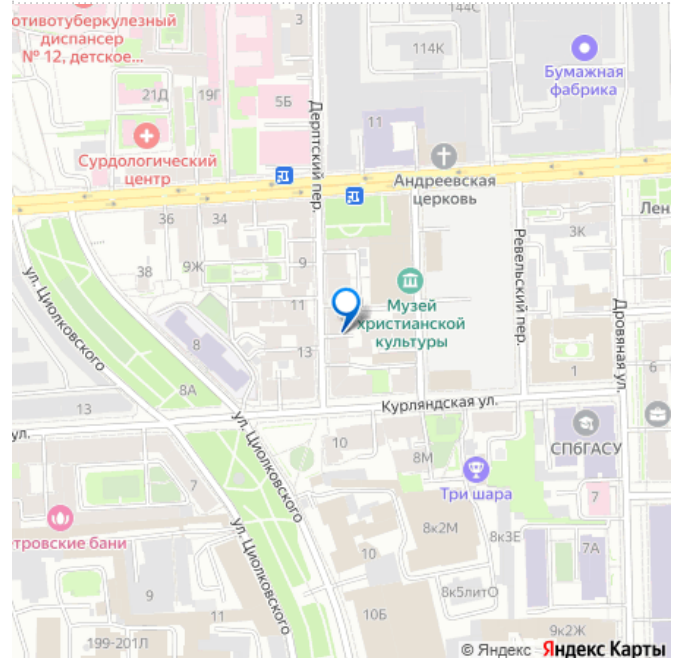 144С
отивотуберкулезный
диспансер
№ 12, детское...
3
114К
Бумажная
фабрика
21Д
19Г
5Б
Дерптский пер.
11
Сурдологический
центр
Андреевская
церковь
36
34
Лен
3К
38
9Ж
9
Ревельский пер.
ул. Циолковского
11
Музей
христианской
культуры
Дровяная ул.
8
13
1
6
8А
13
Курляндская ул.
ул.
ул. Циолковского
10
8М
СПбГАСУ
Три шара
7
7
тровские бани
ул. Циолковского
8к2М
8к3Е
7А
10
9
11
8к5литО
10Б
199-201Л
9к2Ж
© Яндекс Яндекс Карты